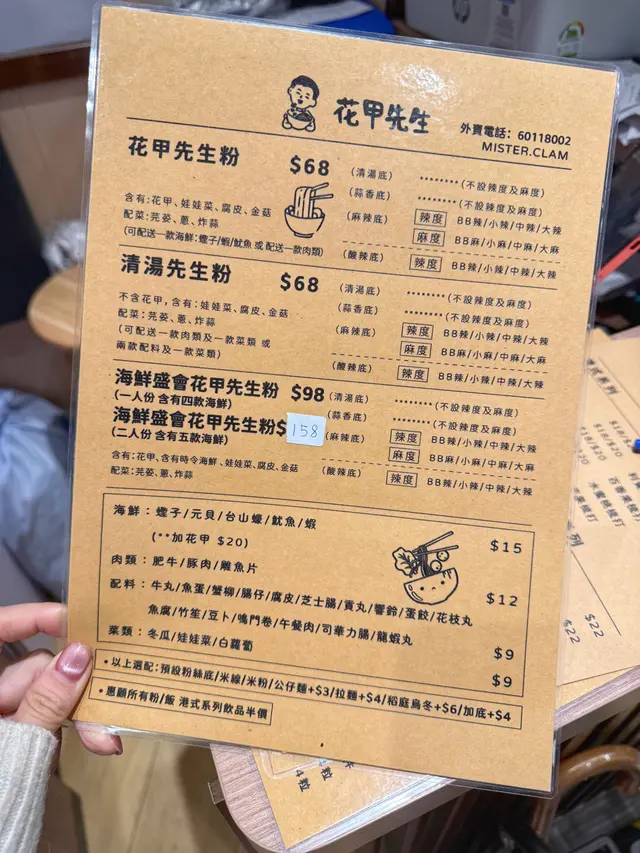 花甲先生
外賣電話: 60118002
MISTER.CLAM
花甲先生粉 $68
含有:花甲、娃娃菜、腐皮、金菇
配菜:芫荽、蔥、炸蒜
(可配送一款海鮮:蟶子/蝦/魷魚 或 配送一款肉類)
(清湯底) ········(不設辣度及麻度)
(蒜香底) ········(不設辣度及麻度)
(麻辣底) 辣度 BB辣/小辣/中辣/大辣
麻度 BB麻/小麻/中麻/大麻
(酸辣底) 辣度 BB辣/小辣/中辣/大辣
清湯先生粉 $68
不含花甲,含有:娃娃菜、腐皮、金菇
配菜:芫荽、蔥、炸蒜
(可配送一款肉類及一款菜類 或
兩款配料及一款菜類)
(清湯底) ········(不設辣度及麻度)
(蒜香底) ········(不設辣度及麻度)
(麻辣底) 辣度 BB辣/小辣/中辣/大辣
麻度 BB麻/小麻/中麻/大麻
(酸辣底) 辣度 BB辣/小辣/中辣/大辣
海鮮盛會花甲先生粉 $98
(一人份 含有四款海鮮)
海鮮盛會花甲先生粉$ 158
(二人份 含有五款海鮮)
含有:花甲、含有時令海鮮、娃娃菜、腐皮、金菇
配菜:芫荽、蔥、炸蒜
(清湯底) ········(不設辣度及麻度)
(蒜香底) ········(不設辣度及麻度)
(麻辣底) 辣度 BB辣/小辣/中辣/大辣
麻度 BB麻/小麻/中麻/大麻
(酸辣底) 辣度 BB辣/小辣/中辣/大辣
海鮮:蟶子/元貝/台山蠔/魷魚/蝦 $15
(**加花甲 $20)
肉類:肥牛/豚肉/雕魚片 $12
配料:牛丸/魚蛋/蟹柳/腸仔/腐皮/芝士腸/貢丸/響鈴/蛋餃/花枝丸
魚腐/竹笙/豆卜/鳴門卷/午餐肉/司華力腸/龍蝦丸 $9
菜類:冬瓜/娃娃菜/白蘿蔔 $9
•以上選配:預設粉絲底/米線/米粉/公仔麵+$3/拉麵+$4/稻庭烏冬+$6/加底+$4
•惠顧所有粉/飯 港式系列飲品半價
$22
$22
4粒